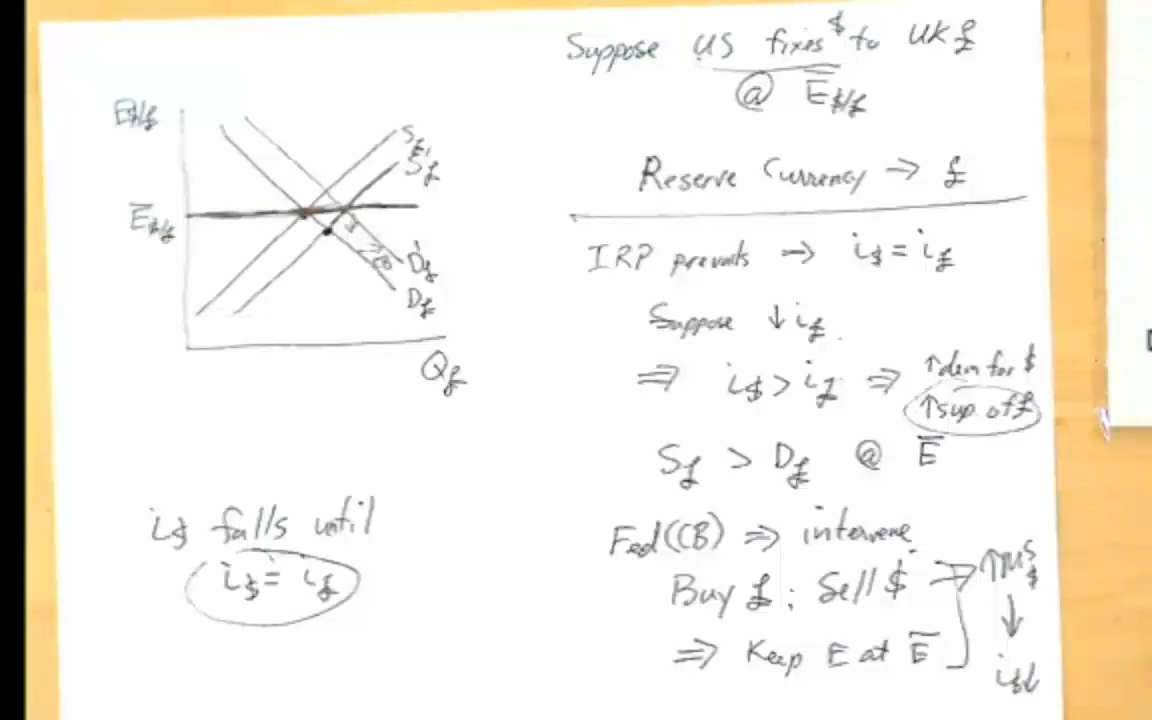 Suppose US fixes $ to UK £
@ E̅$/£
Reserve Currency ⇒ £
IRP prevails → i$ = i£
Suppose ↓ i£
⇒ i$ > i£ ⇒ ↑dem for $
↑sup. of £
S£ > D£ @ E̅
Fed (CB) ⇒ intervene
Buy £ ; Sell $ ⇒ ↑MS$
↓
⇒ Keep E at E̅
i$↓
E$/£
S£
S'£
E̅$/£
CB
D'£
D£
Q£
i$ falls until
i$ = i£